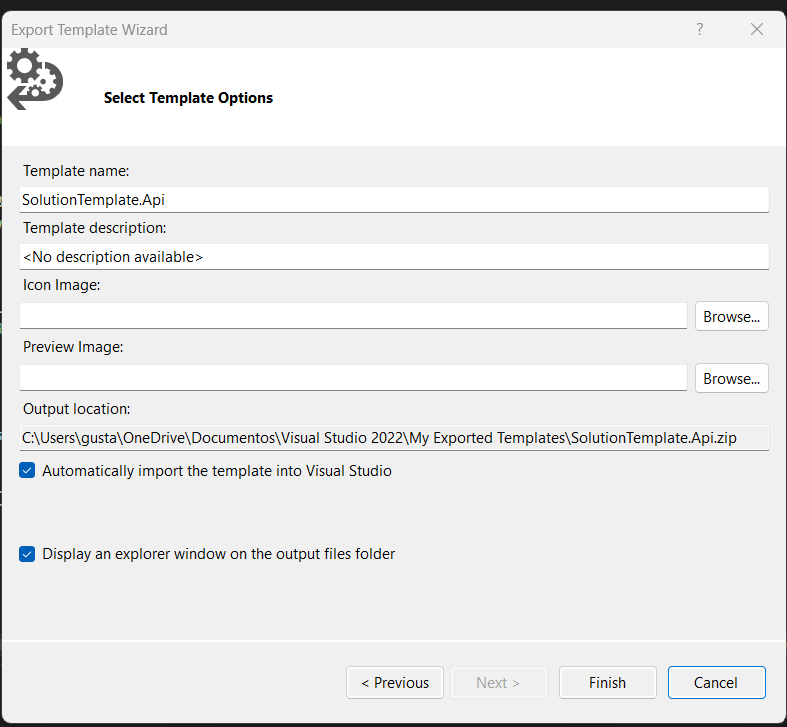 Export Template Wizard ?
Select Template Options
Template name:
SolutionTemplate.Api
Template description:
<No description available>
Icon Image:
Browse...
Preview Image:
Browse...
Output location:
C:\Users\gusta\OneDrive\Documentos\Visual Studio 2022\My Exported Templates\SolutionTemplate.Api.zip
Automatically import the template into Visual Studio
Display an explorer window on the output files folder
< Previous Next > Finish Cancel